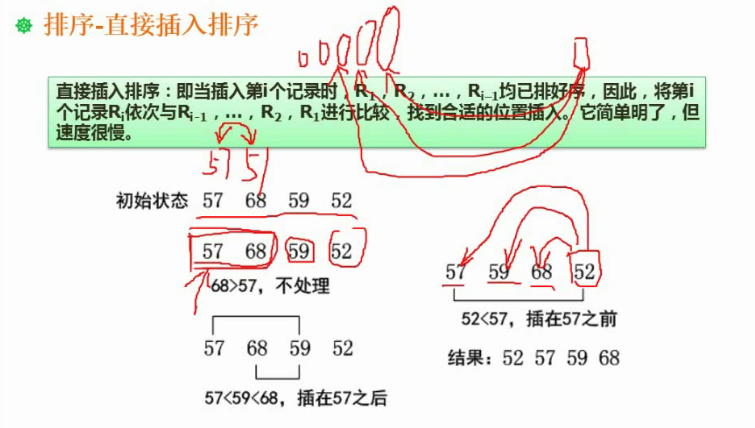 排序-直接插入排序
直接插入排序：即当插入第i个记录时，R1，R2，...，Ri-1均已排好序，因此，将第i
个记录Ri依次与Ri-1，...，R2，R1进行比较，找到合适的位置插入。它简单明了，但
速度很慢。
57 5
初始状态 57 68 59 52
57 68 59 52
68>57，不处理
57 68 59 52
57<59<68，插在57之后
57 59 68 52
52<57，插在57之前
结果：52 57 59 68